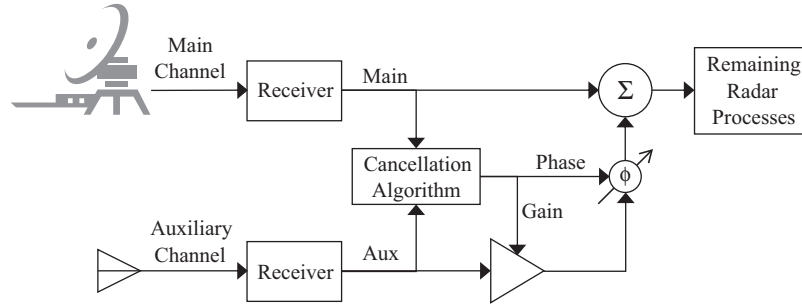 Main
Channel
Receiver
Main
Σ
Remaining
Radar
Processes
Cancellation
Algorithm
Phase
ϕ
Gain
Auxiliary
Channel
Receiver
Aux